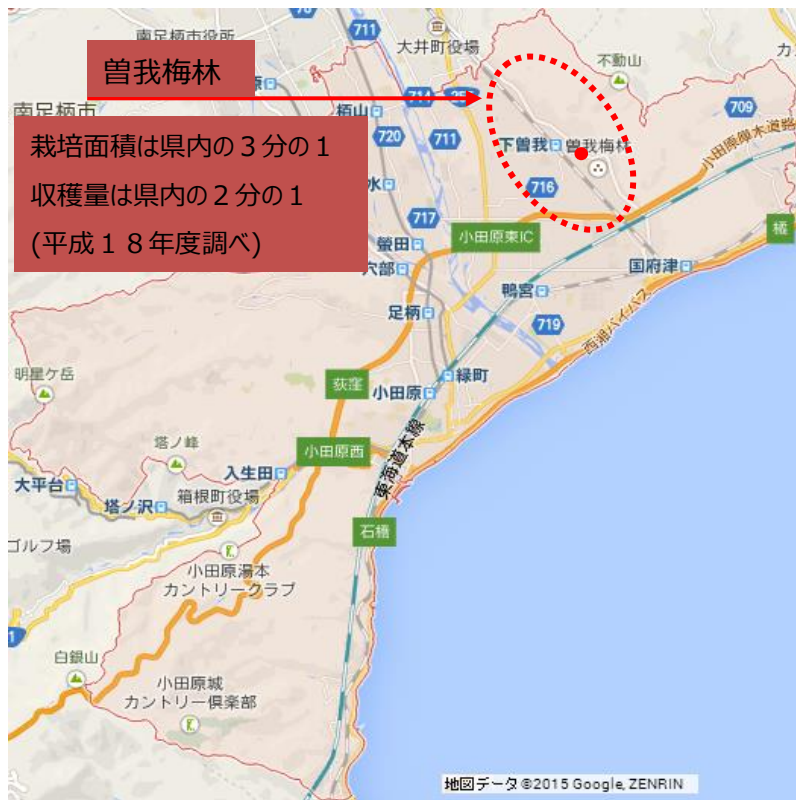 曽我梅林
栽培面積は県内の３分の１
収穫量は県内の２分の１
(平成１８年度調べ)
711
大井町役場
不動山
南足柄市
714
栢山
709
720
711
下曽我
曽我梅林
小田原厚木道路
716
717
螢田
小田原東IC
橘
穴部
国府津
鴨宮
足柄
719
西湘バイパス
明星ケ岳
荻窪
小田原
緑町
塔ノ峰
小田原西
東海道本線
大平台
入生田
塔ノ沢
箱根町役場
石橋
ゴルフ場
小田原湯本
カントリークラブ
1
白銀山
小田原城
カントリー倶楽部
地図データ©2015 Google, ZENRIN